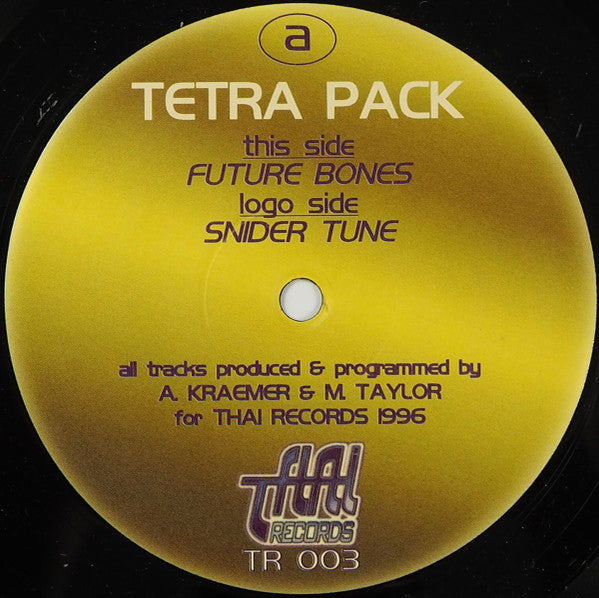 a
TETRA PACK
this side
FUTURE BONES
logo side
SNIDER TUNE
all tracks produced & programmed by
A. KRAEMER & M. TAYLOR
for THAI RECORDS 1996
THAI
RECORDS
TR 003